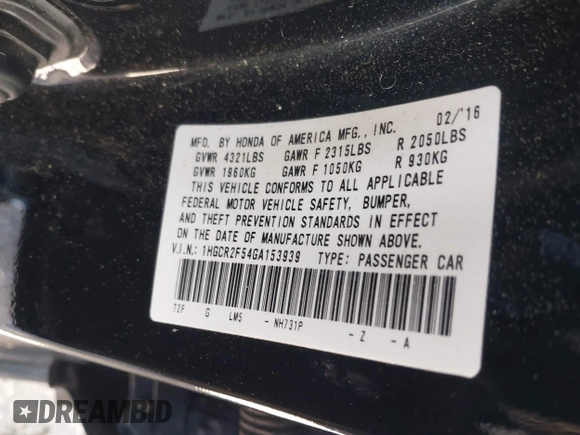 02/'16
MFD. BY HONDA OF AMERICA MFG., INC.
GVWR 4321LBS GAWR F 2315LBS R 2050LBS
GVWR 1960KG GAWR F 1050KG R 930KG
THIS VEHICLE CONFORMS TO ALL APPLICABLE
FEDERAL MOTOR VEHICLE SAFETY, BUMPER,
AND THEFT PREVENTION STANDARDS IN EFFECT
ON THE DATE OF MANUFACTURE SHOWN ABOVE.
V.I.N.: 1HGCR2F54GA153939 TYPE: PASSENGER CAR
T2F G LM5 - NH731P - Z - A
DREAMBID